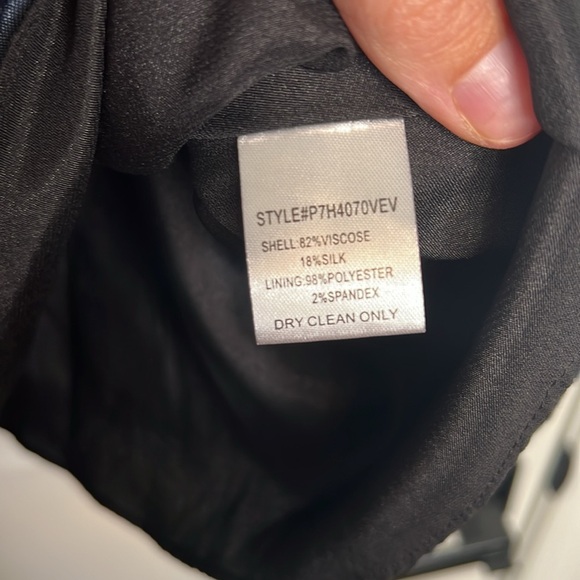 STYLE#P7H4070VEV
SHELL:82%VISCOSE
18%SILK
LINING:98%POLYESTER
2%SPANDEX
DRY CLEAN ONLY